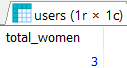 users (1r × 1c)
total_women
3